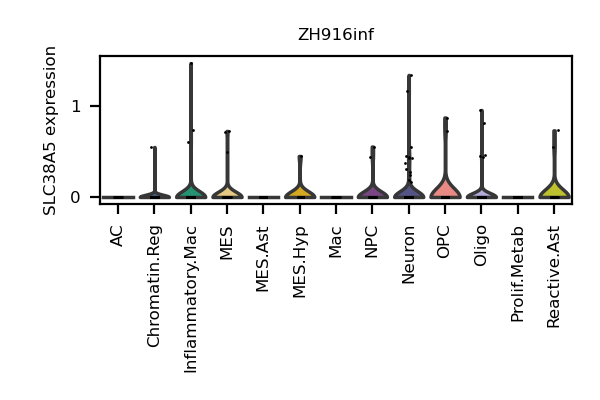 ZH916inf
SLC38A5 expression
1
0
AC
Chromatin.Reg
Inflammatory.Mac
MES
MES.Ast
MES.Hyp
Mac
NPC
Neuron
OPC
Oligo
Prolif.Metab
Reactive.Ast